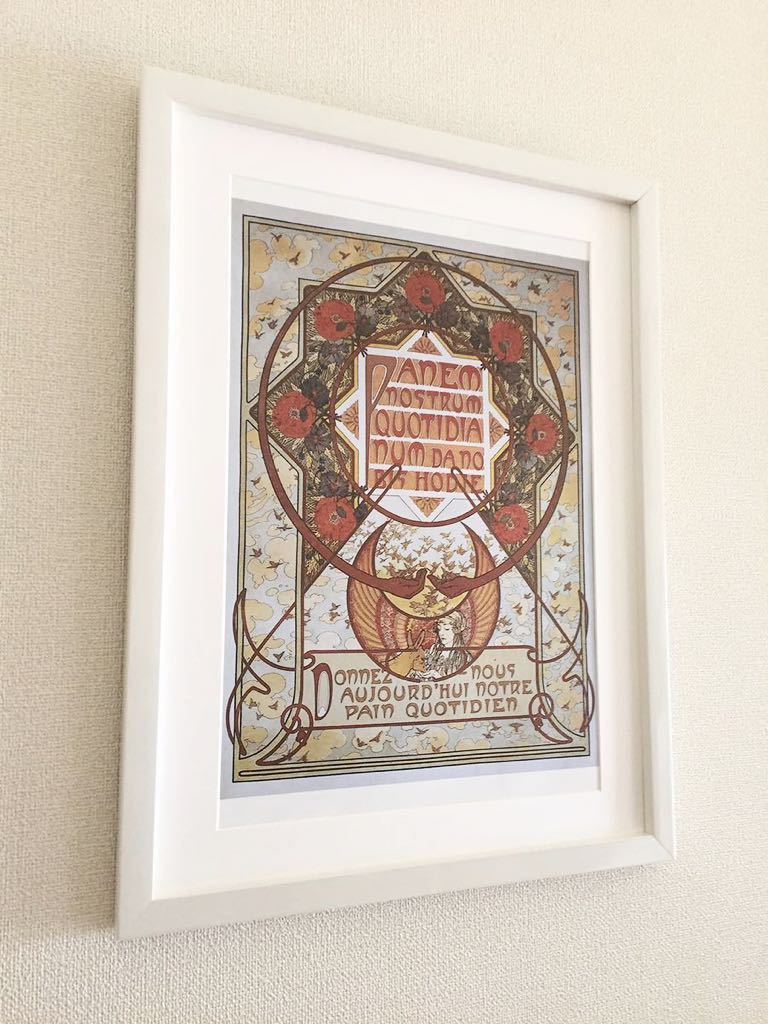 PANEM
NOSTRUM
QUOTIDIA
NUM DA NO
BIS HODIE
DONNEZ-NOUS
AUJOURD'HUI NOTRE
PAIN QUOTIDIEN